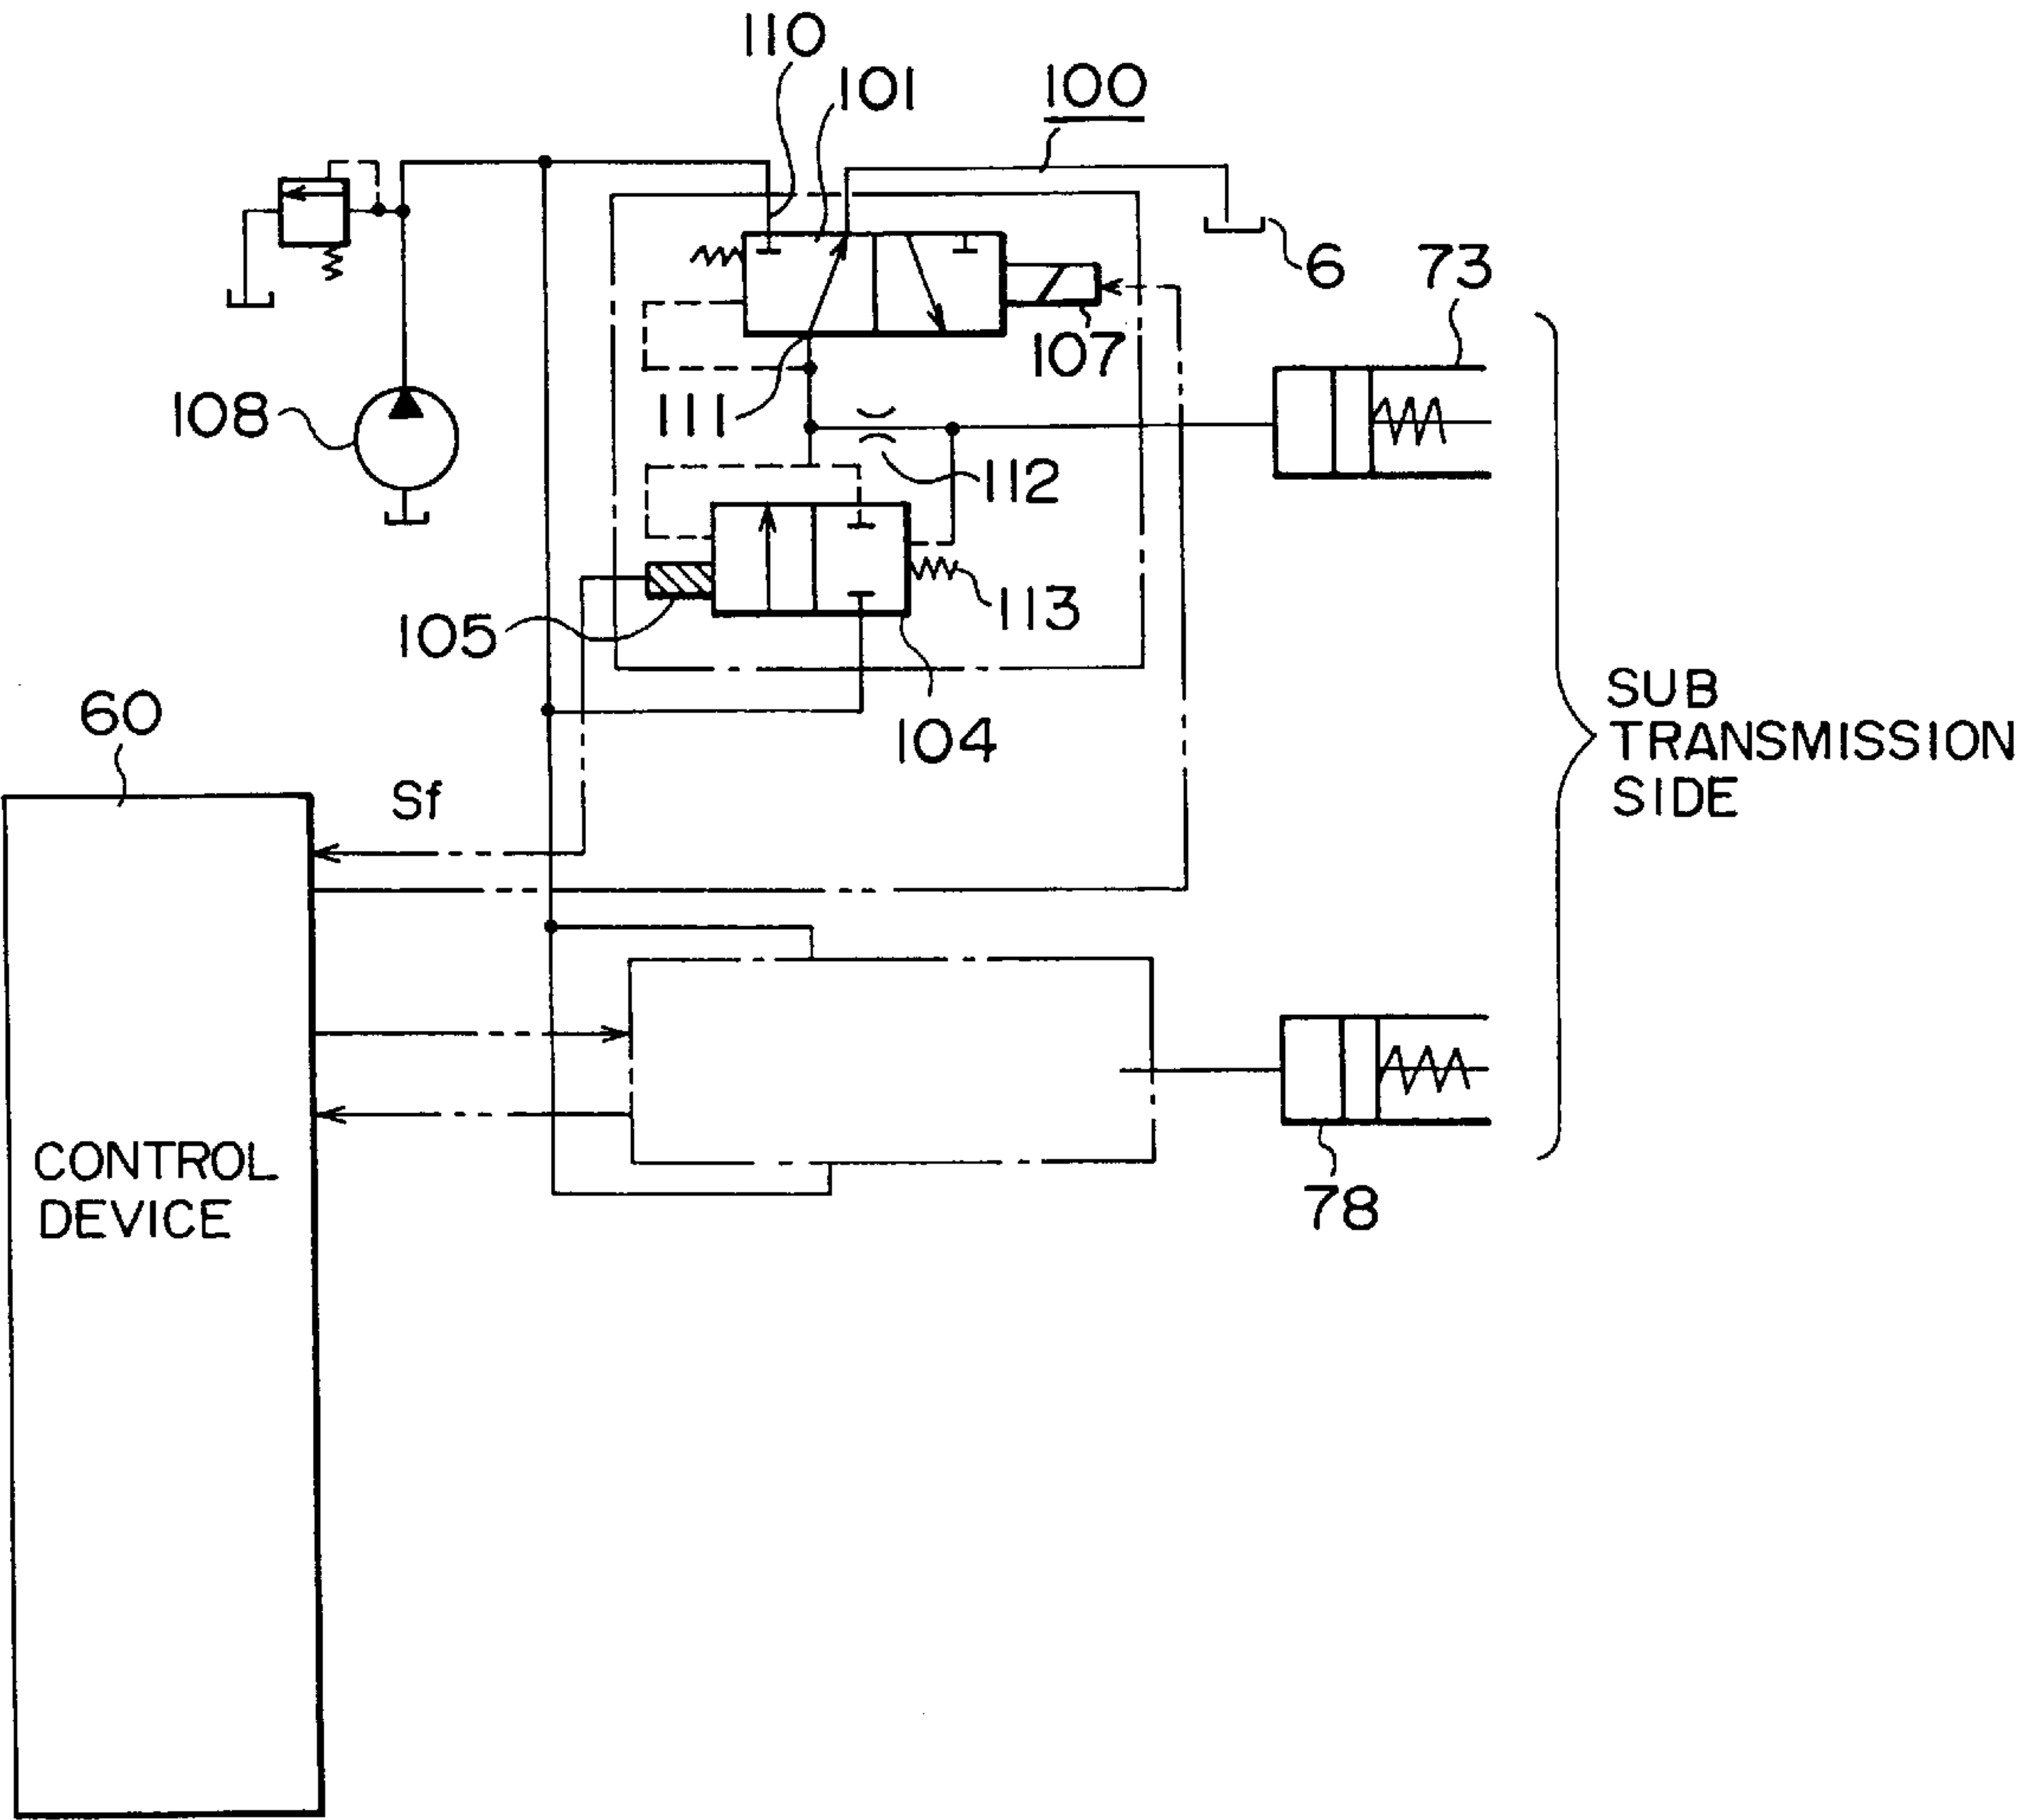 110
101
100
6
73
107
108
111
112
105
113
104
60
Sf
SUB
TRANSMISSION
SIDE
CONTROL
DEVICE
78